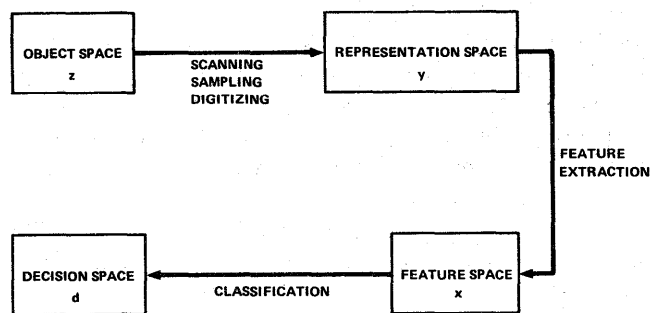 OBJECT SPACE
z
SCANNING
SAMPLING
DIGITIZING
REPRESENTATION SPACE
y
FEATURE
EXTRACTION
FEATURE SPACE
x
CLASSIFICATION
DECISION SPACE
d